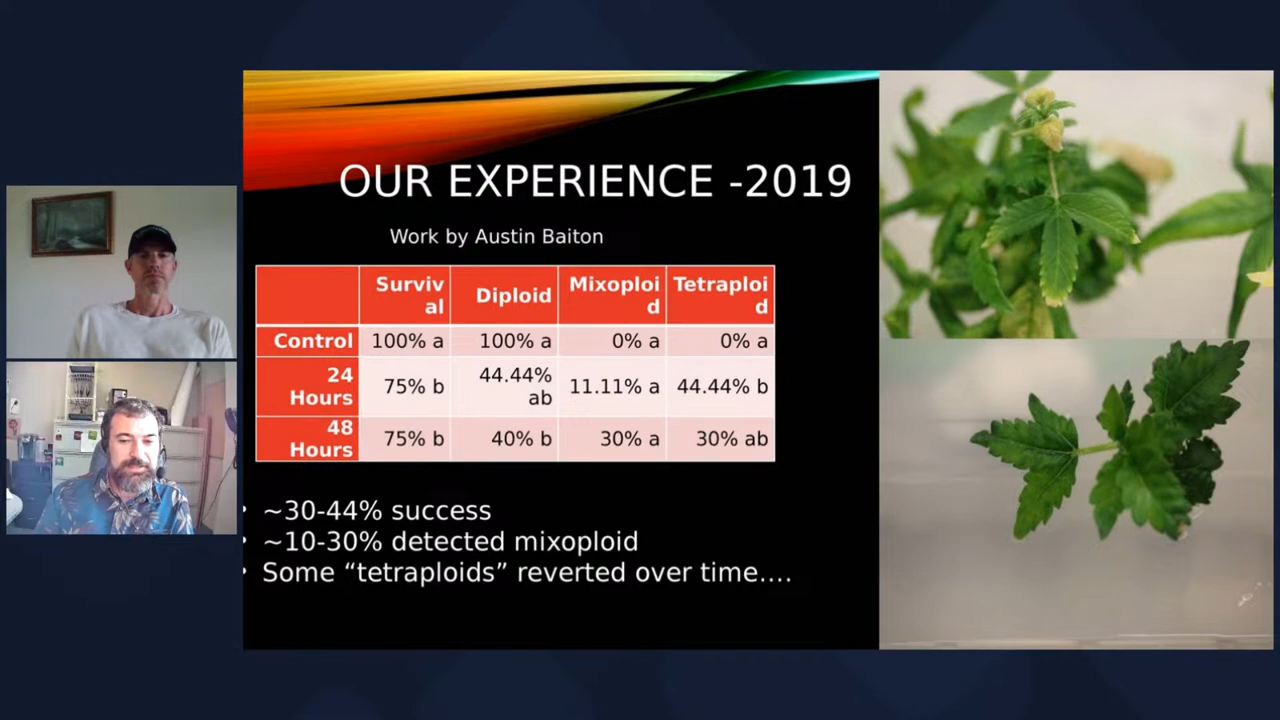 OUR EXPERIENCE -2019
Work by Austin Baiton
Surviv
al
Diploid
Mixoploi
d
Tetraploi
d
Control
100% a
100% a
0% a
0% a
24
Hours
75% b
44.44%
ab
11.11% a
44.44% b
48
Hours
75% b
40% b
30% a
30% ab
~30-44% success
~10-30% detected mixoploid
Some “tetraploids” reverted over time....